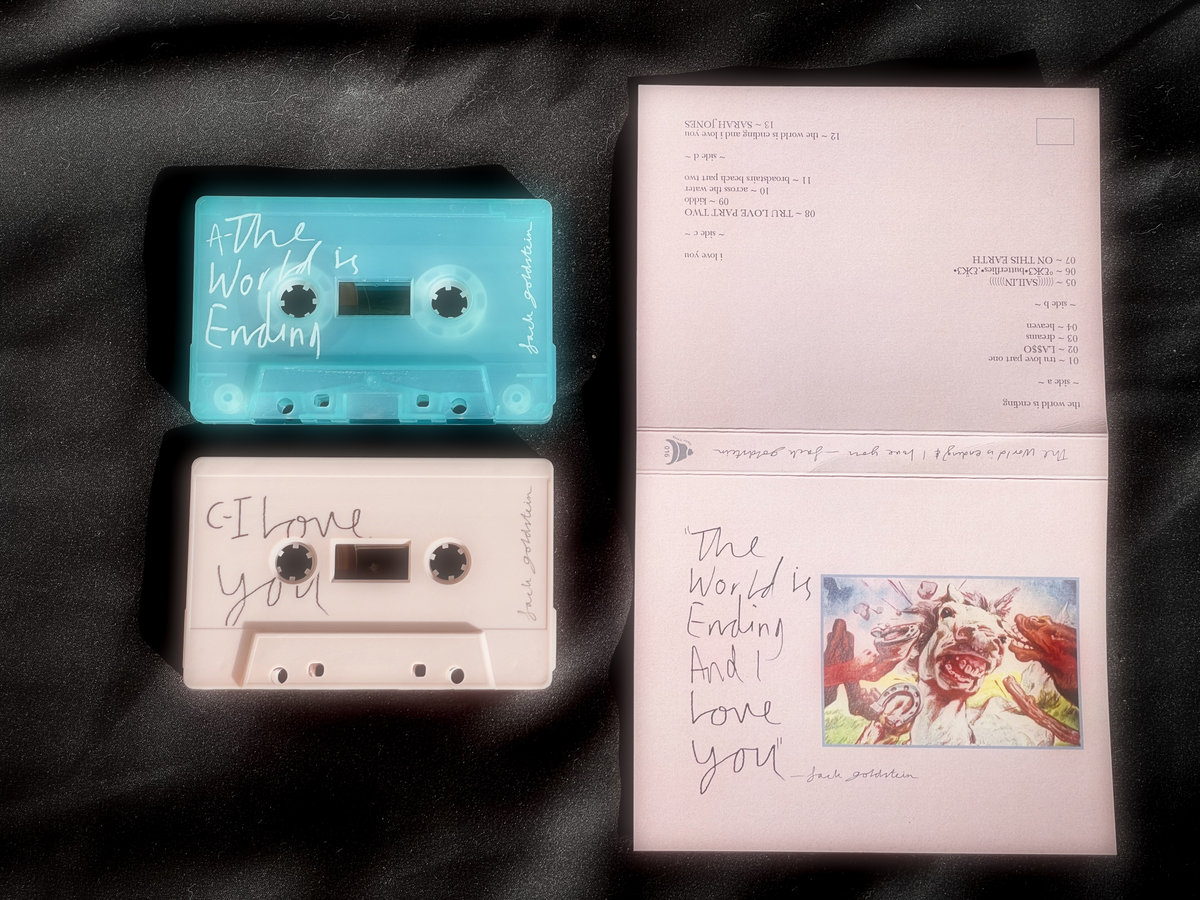 A-The
World is
Ending
Jack goldstein
C-I Love
You
Jack goldstein
the world is ending
~ side a ~
01 ~ tru love part one
02 ~ LA$$O
03 ~ dreams
04 ~ heaven
~ side b ~
05 ~ (((((SAILIN))))))
06 ~ °Ƹ̵̡Ӝ̵̨̄Ʒ•butterflies•.Ƹ̵̡Ӝ̵̨̄Ʒ•
07 ~ ON THIS EARTH
i love you
~ side c ~
08 ~ TRU LOVE PART TWO
09 ~ kiddo
10 ~ across the water
11 ~ broadstairs beach part two
~ side d ~
12 ~ the world is ending and i love you
13 ~ SARAH JONES
The World is ending & I love you — Jack goldstein
016
"The
World is
Ending
And I
Love
You"
— Jack goldstein